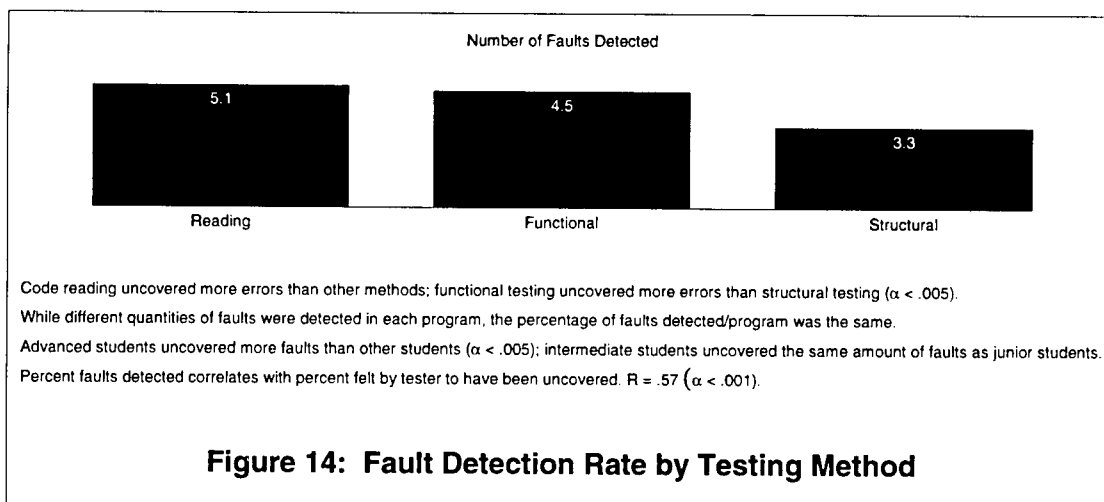 Number of Faults Detected
5.1
4.5
3.3
Reading
Functional
Structural
Code reading uncovered more errors than other methods; functional testing uncovered more errors than structural testing (α < .005).
While different quantities of faults were detected in each program, the percentage of faults detected/program was the same.
Advanced students uncovered more faults than other students (α < .005); intermediate students uncovered the same amount of faults as junior students.
Percent faults detected correlates with percent felt by tester to have been uncovered. R = .57 (α < .001).
Figure 14: Fault Detection Rate by Testing Method